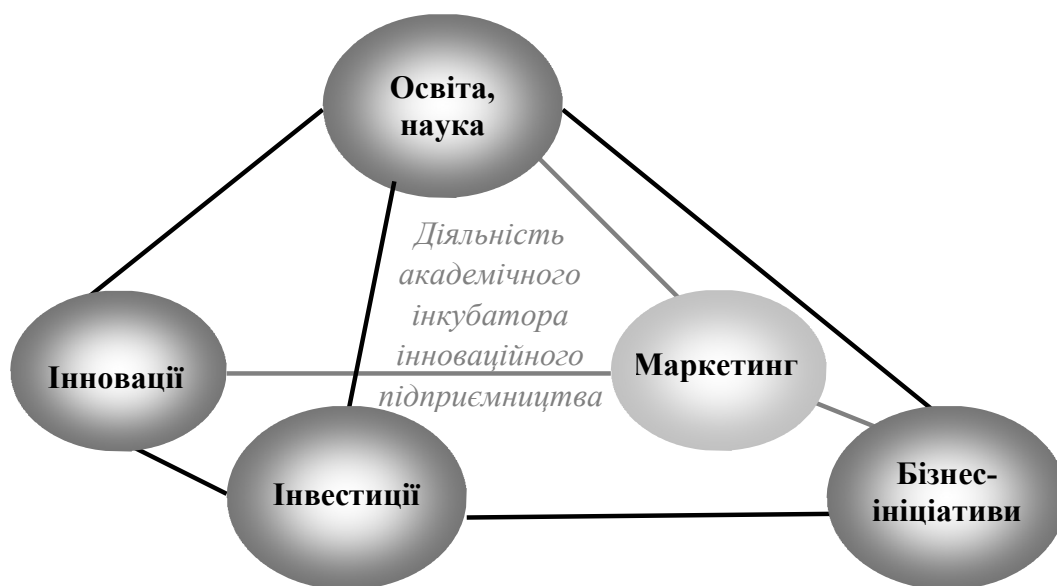 Освіта,
наука
Діяльність
академічного
інкубатора
інноваційного
підприємництва
Інновації
Маркетинг
Інвестиції
Бізнес-
ініціативи